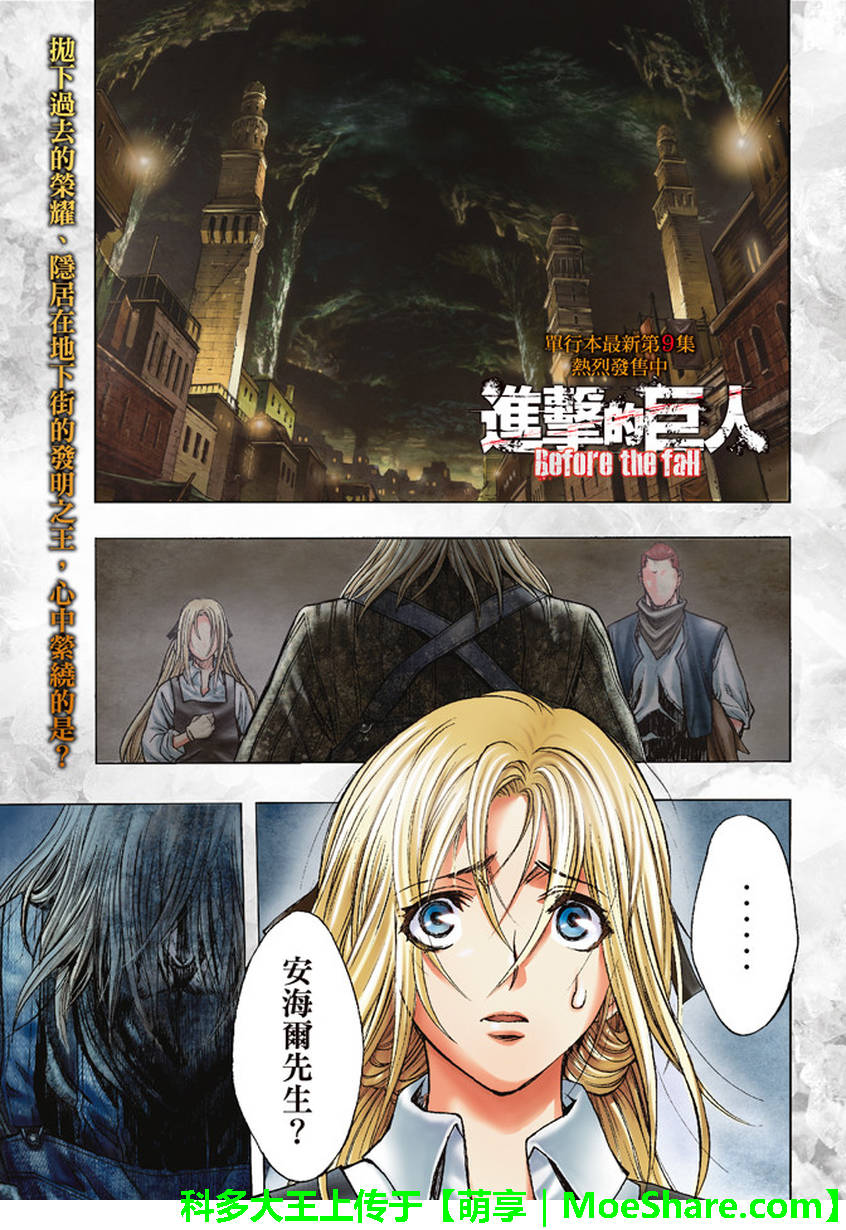 拋下過去的榮耀、隱居在地下街的發明之王，心中縈繞的是？
單行本最新第9集
熱烈發售中
進擊的巨人
Before the fall
······
安海爾先生？
科多大王上传于【萌享｜MoeShare.com】